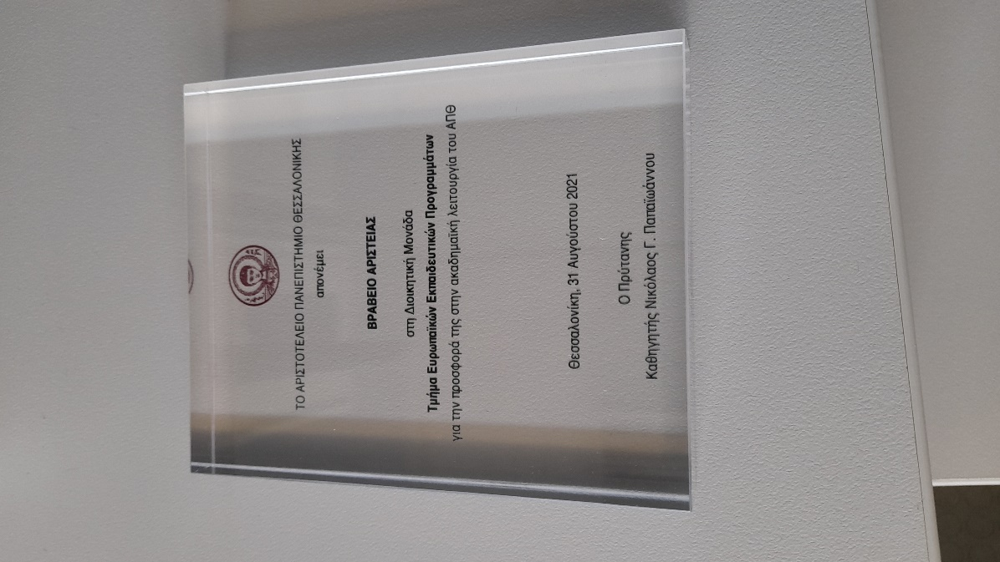 ΤΟ ΑΡΙΣΤΟΤΕΛΕΙΟ ΠΑΝΕΠΙΣΤΗΜΙΟ ΘΕΣΣΑΛΟΝΙΚΗΣ
απονέμει
ΒΡΑΒΕΙΟ ΑΡΙΣΤΕΙΑΣ
στη Διοικητική Μονάδα
Τμήμα Ευρωπαϊκών Εκπαιδευτικών Προγραμμάτων
για την προσφορά της στην ακαδημαϊκή λειτουργία του ΑΠΘ
Θεσσαλονίκη, 31 Αυγούστου 2021
Ο Πρύτανης
Καθηγητής Νικόλαος Γ. Παπαϊωάννου